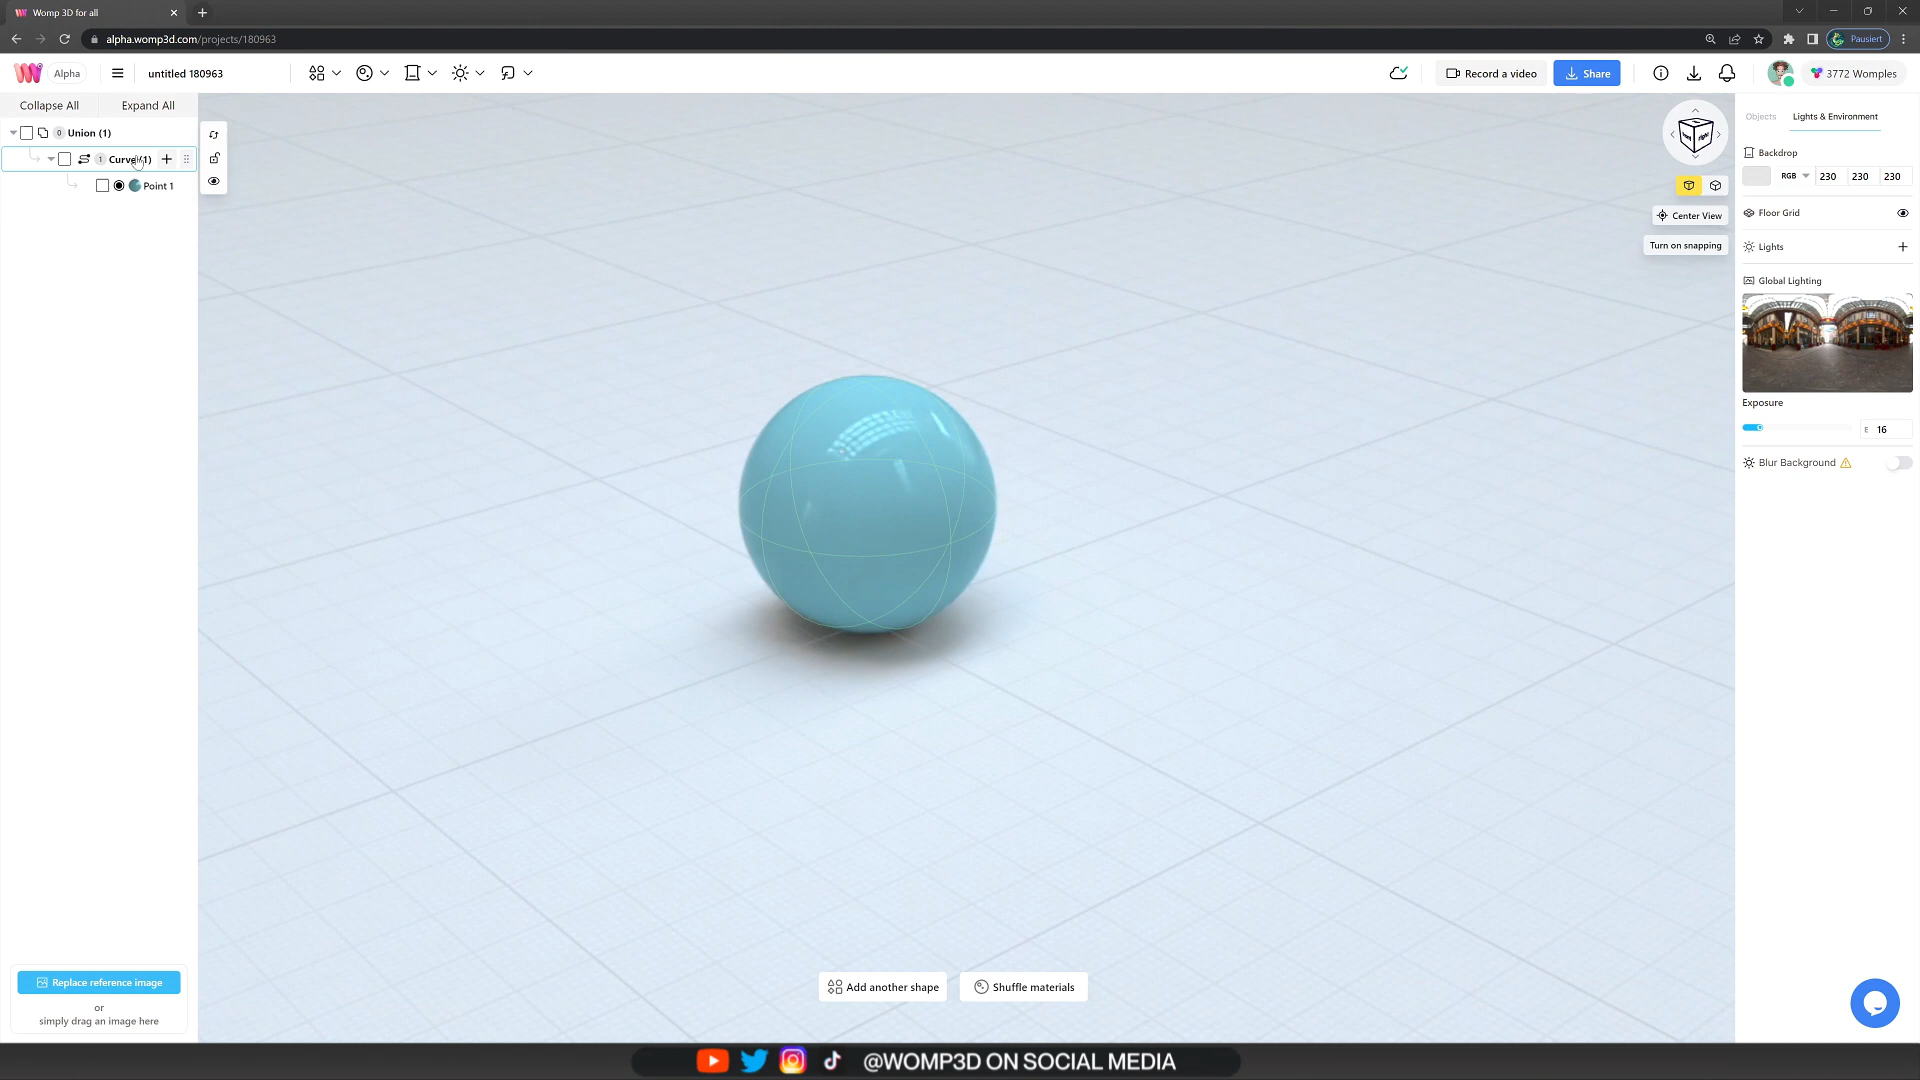 Womp 3D for all
alpha.womp3d.com/projects/180963
Pausiert
Alpha
untitled 180963
Record a video
Share
3772 Womples
Collapse All
Expand All
0 Union (1)
1 Curve (1)
Point 1
Center View
Turn on snapping
Objects
Lights & Environment
Backdrop
RGB 230 230 230
Floor Grid
Lights
Global Lighting
Exposure
E 16
Blur Background
Replace reference image
or
simply drag an image here
Add another shape
Shuffle materials
@WOMP3D ON SOCIAL MEDIA